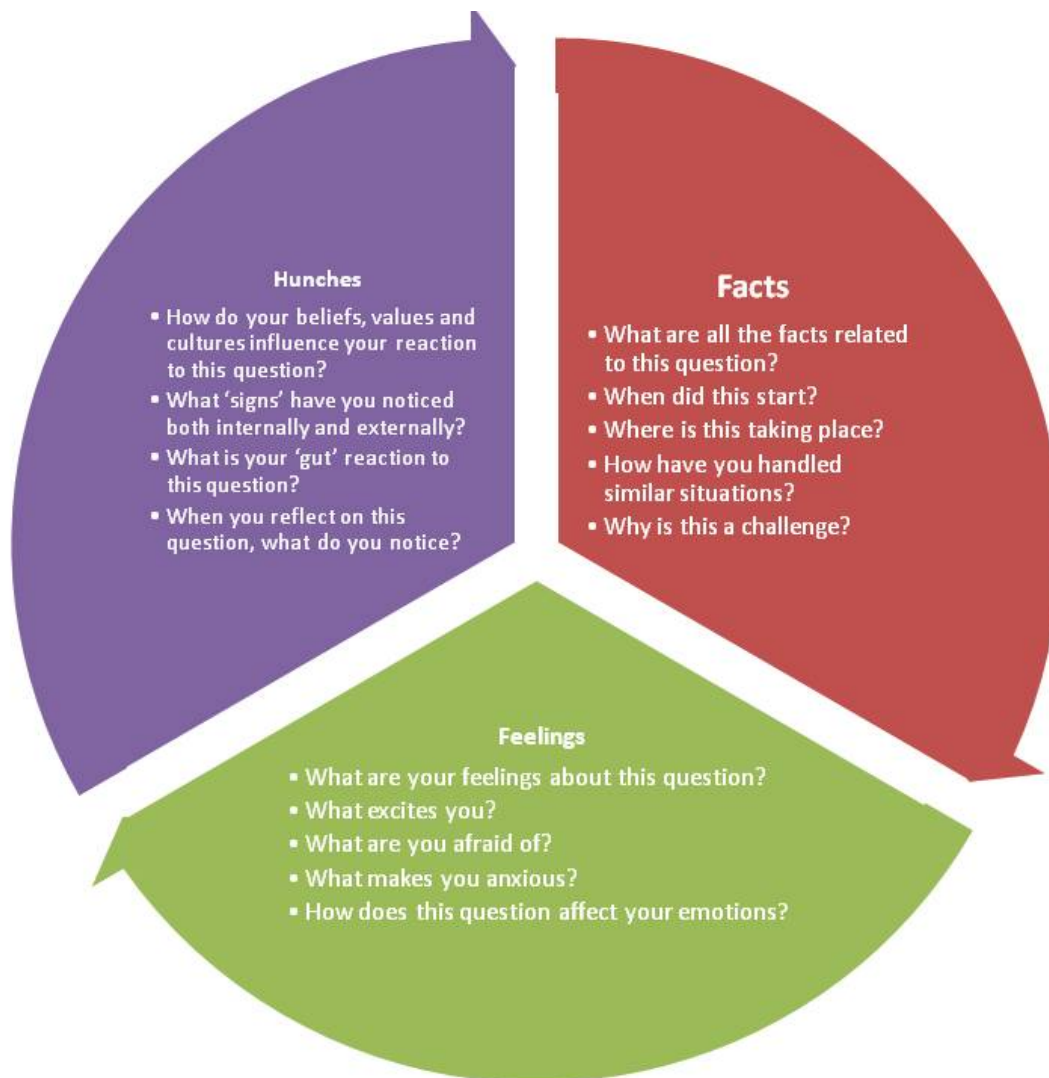 Hunches
• How do your beliefs, values and
cultures influence your reaction
to this question?
• What ‘signs’ have you noticed
both internally and externally?
• What is your ‘gut’ reaction to
this question?
• When you reflect on this
question, what do you notice?
Facts
• What are all the facts related
to this question?
• When did this start?
• Where is this taking place?
• How have you handled
similar situations?
• Why is this a challenge?
Feelings
• What are your feelings about this question?
• What excites you?
• What are you afraid of?
• What makes you anxious?
• How does this question affect your emotions?